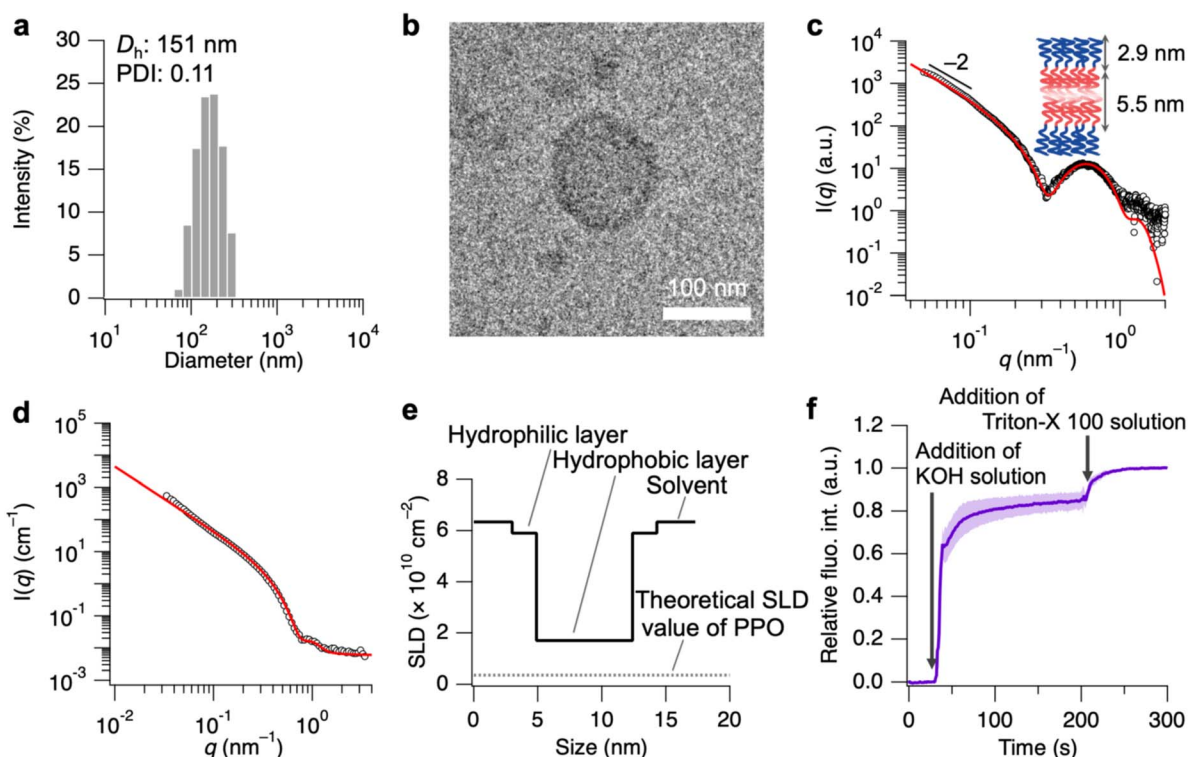 a
D_h: 151 nm
PDI: 0.11
Intensity (%)
30
25
20
15
10
5
0
10^1
10^2
10^3
10^4
Diameter (nm)
b
100 nm
c
I(q) (a.u.)
10^4
10^3
10^2
10^1
10^0
10^−1
10^−2
−2
2.9 nm
5.5 nm
10^−1
10^0
q (nm^−1)
d
I(q) (cm^−1)
10^5
10^3
10^1
10^−1
10^−3
10^−2
10^−1
10^0
q (nm^−1)
e
Hydrophilic layer
Hydrophobic layer
Solvent
SLD (× 10^10 cm^−2)
8
6
4
2
0
Theoretical SLD
value of PPO
0
5
10
15
20
Size (nm)
f
Addition of
Triton-X 100 solution
Addition of
KOH solution
Relative fluo. int. (a.u.)
1.2
1.0
0.8
0.6
0.4
0.2
0.0
0
100
200
300
Time (s)